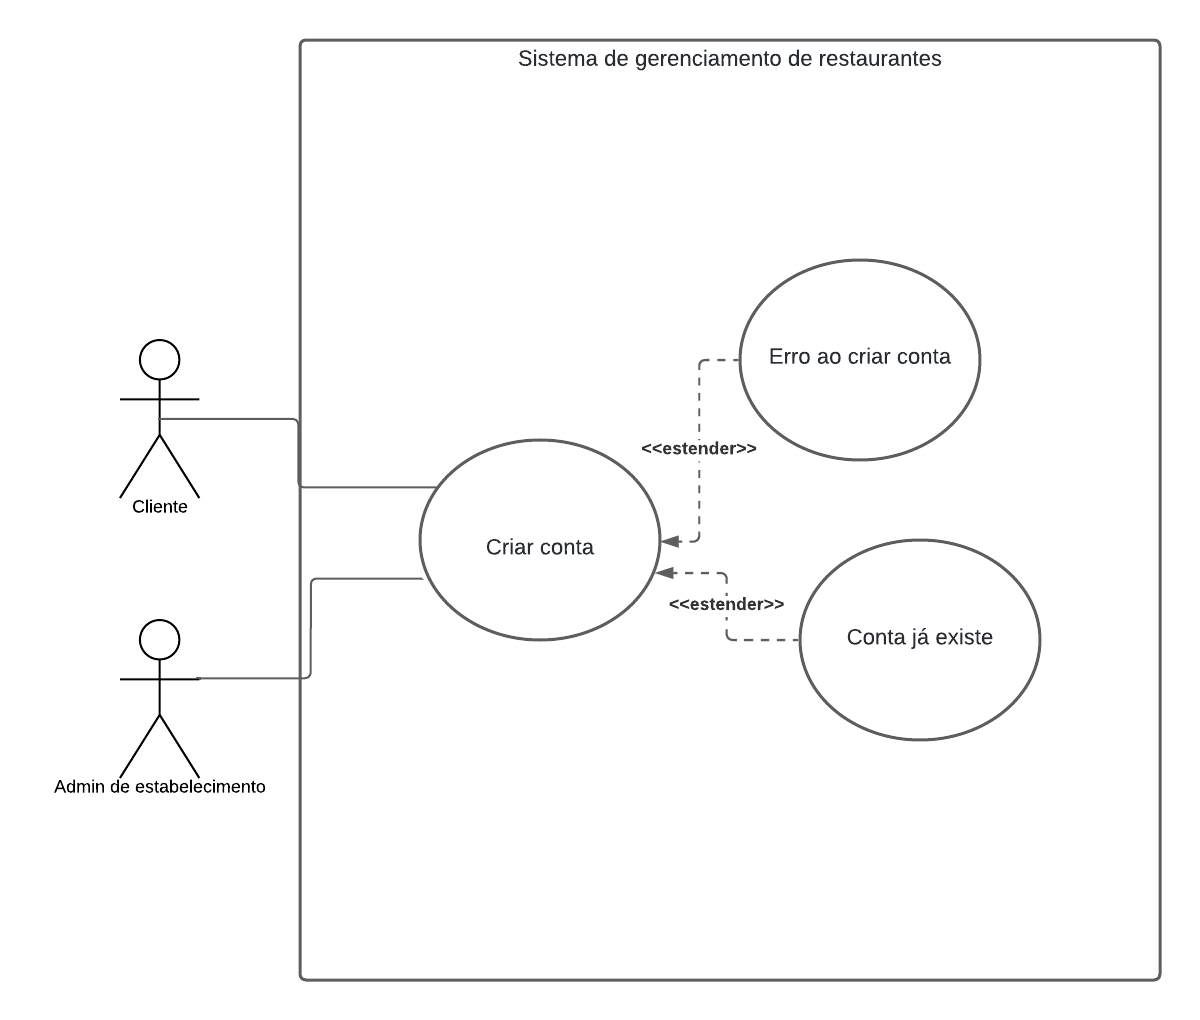 Sistema de gerenciamento de restaurantes
Erro ao criar conta
<<estender>>
Cliente
Criar conta
<<estender>>
Conta já existe
Admin de estabelecimento